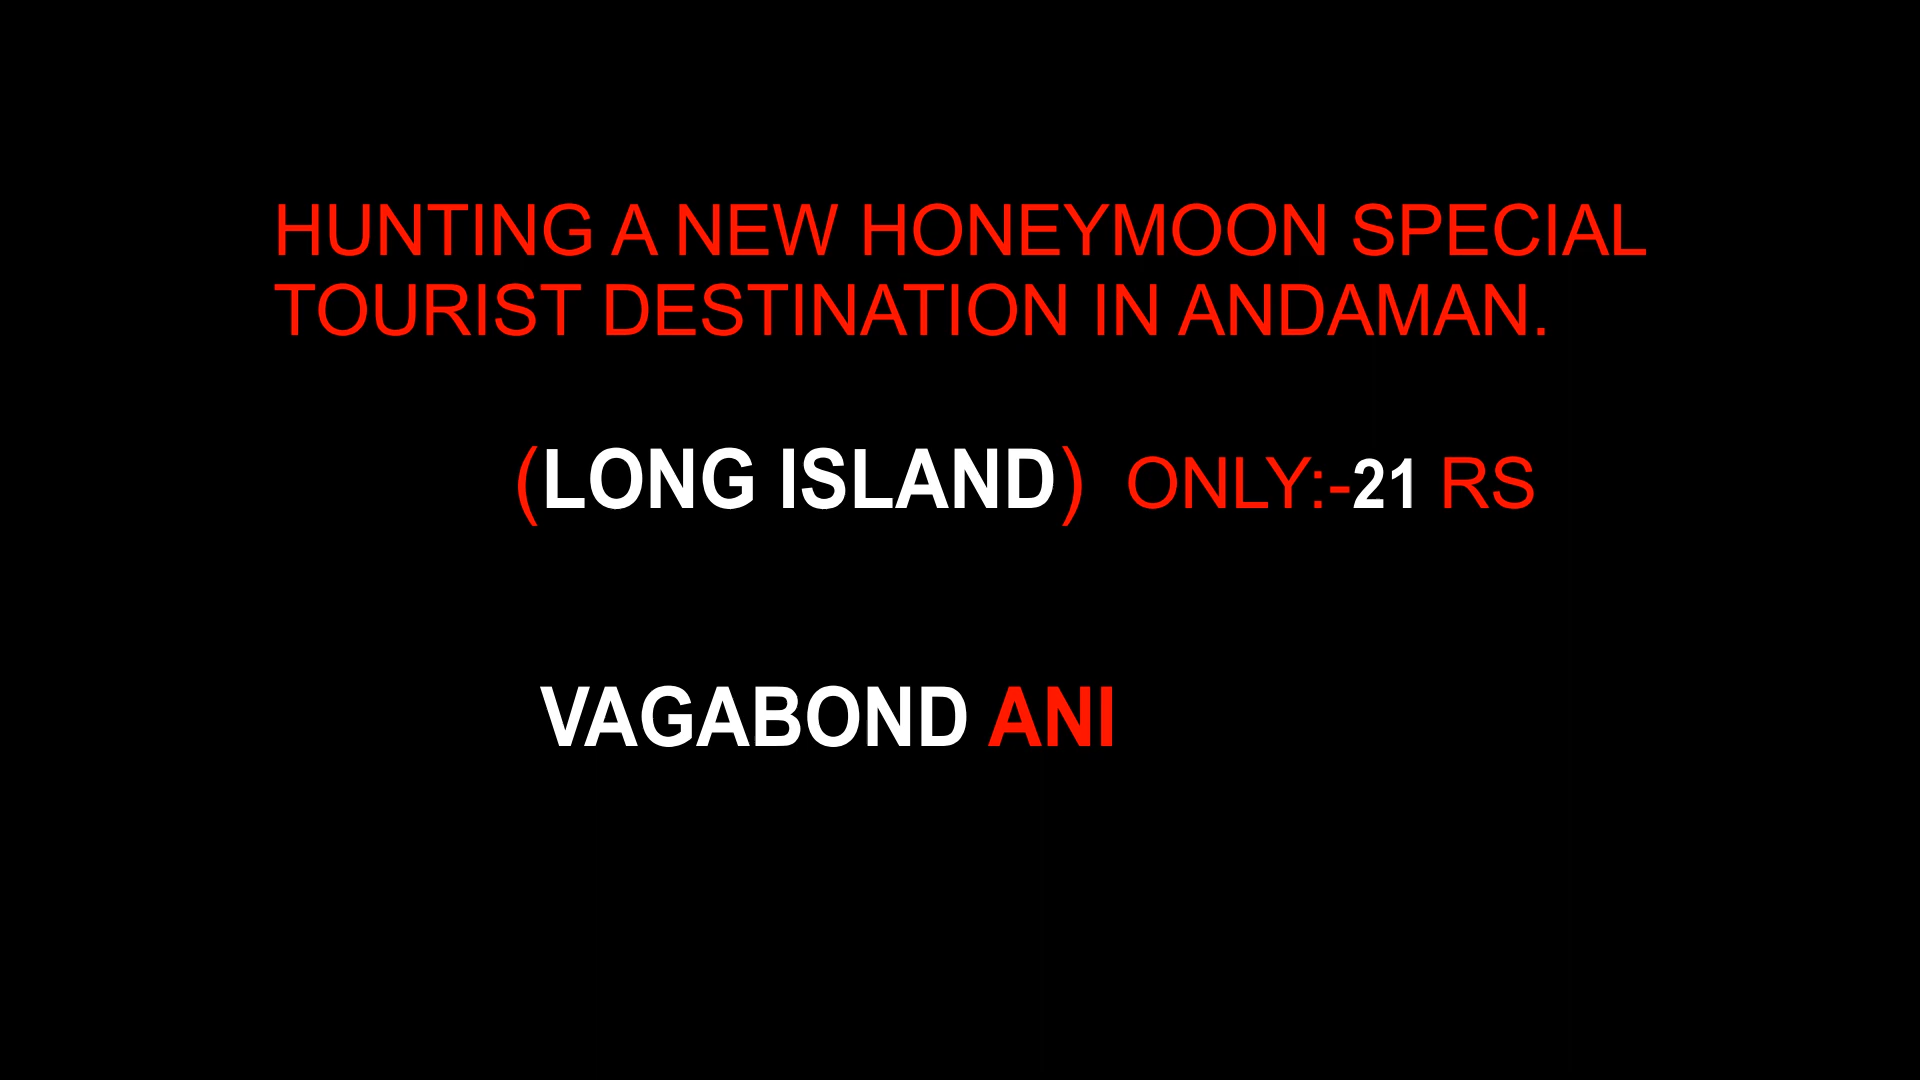 HUNTING A NEW HONEYMOON SPECIAL
TOURIST DESTINATION IN ANDAMAN.
(LONG ISLAND) ONLY:-21 RS
VAGABOND ANI